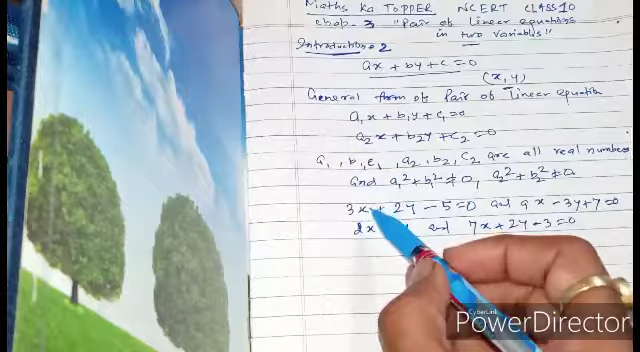 Maths Ka TOPPER NCERT CLASS 10
Chap-3 "Pair of Linear equations
in two variables"
Introduction:2
ax + by + c = 0
(x, y)
General form of Pair of linear equation
a₁x + b₁y + c₁ = 0
a₂x + b₂y + c₂ = 0
a₁, b₁, c₁, a₂, b₂, c₂ are all real numbers
and a₁² + b₁² ≠ 0, a₂² + b₂² ≠ 0
3x + 2y - 5 = 0 and 9x - 3y + 7 = 0
2x and 7x + 2y - 3 = 0
CyberLink
PowerDirector